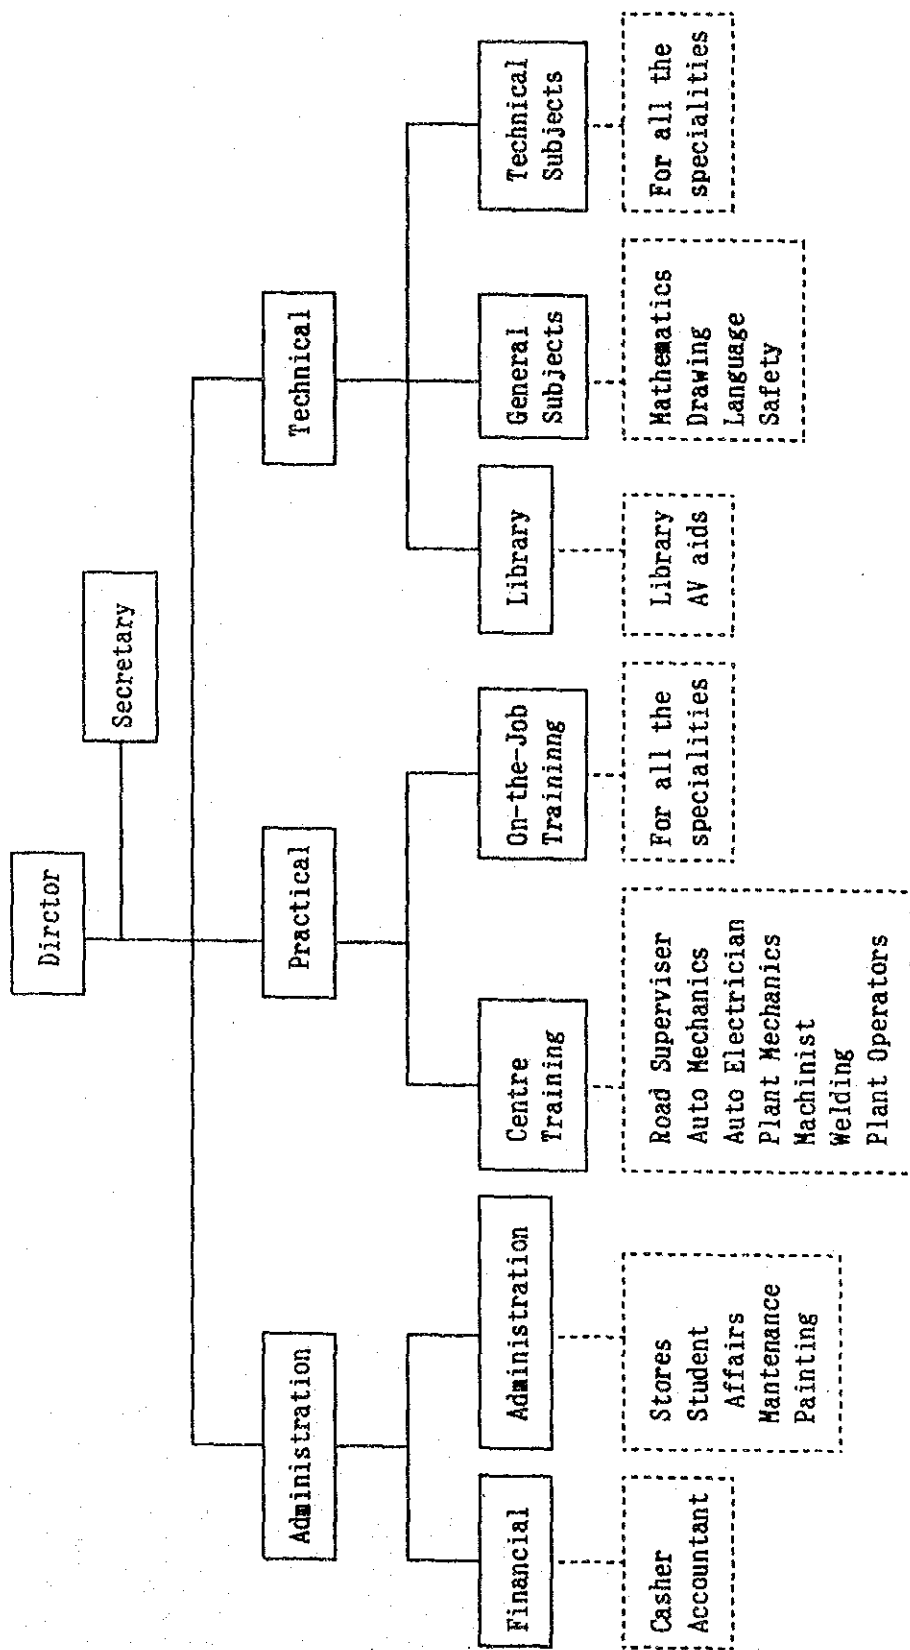 Dirctor
Secretary
Administration
Practical
Technical
Financial
Administration
Centre
Training
On-the-Job
Traininng
Library
General
Subjects
Technical
Subjects
Casher
Accountant
Stores
Student
Affairs
Mantenance
Painting
Road Superviser
Auto Mechanics
Auto Electrician
Plant Mechanics
Machinist
Welding
Plant Operators
For all the
specialities
Library
AV aids
Mathematics
Drawing
Language
Safety
For all the
specialities